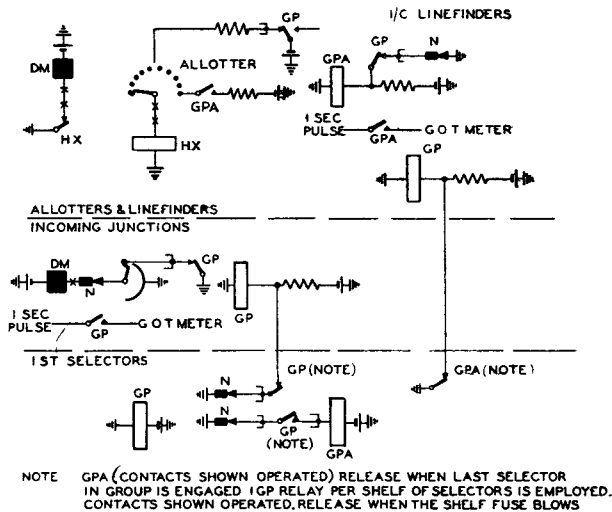 I/C LINEFINDERS
GP
GP
N
DM
ALLOTTER
GPA
GPA
1 SEC
PULSE
GPA
G O T METER
HX
HX
GP
ALLOTTERS & LINEFINDERS
INCOMING JUNCTIONS
DM
N
GP
GP
1 SEC
PULSE
GP
G O T METER
1 ST SELECTORS
GP
N
GP (NOTE)
GPA (NOTE)
N
GP
(NOTE)
GPA
NOTE GPA (CONTACTS SHOWN OPERATED) RELEASE WHEN LAST SELECTOR
IN GROUP IS ENGAGED 1GP RELAY PER SHELF OF SELECTORS IS EMPLOYED.
CONTACTS SHOWN OPERATED. RELEASE WHEN THE SHELF FUSE BLOWS